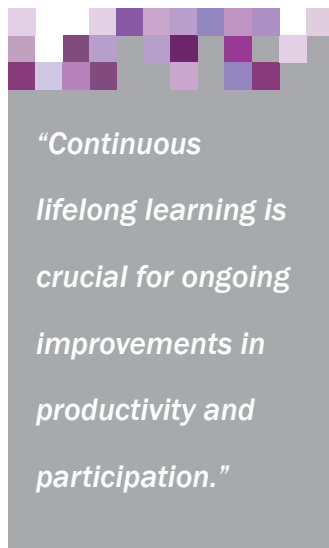 “Continuous
lifelong learning is
crucial for ongoing
improvements in
productivity and
participation.”